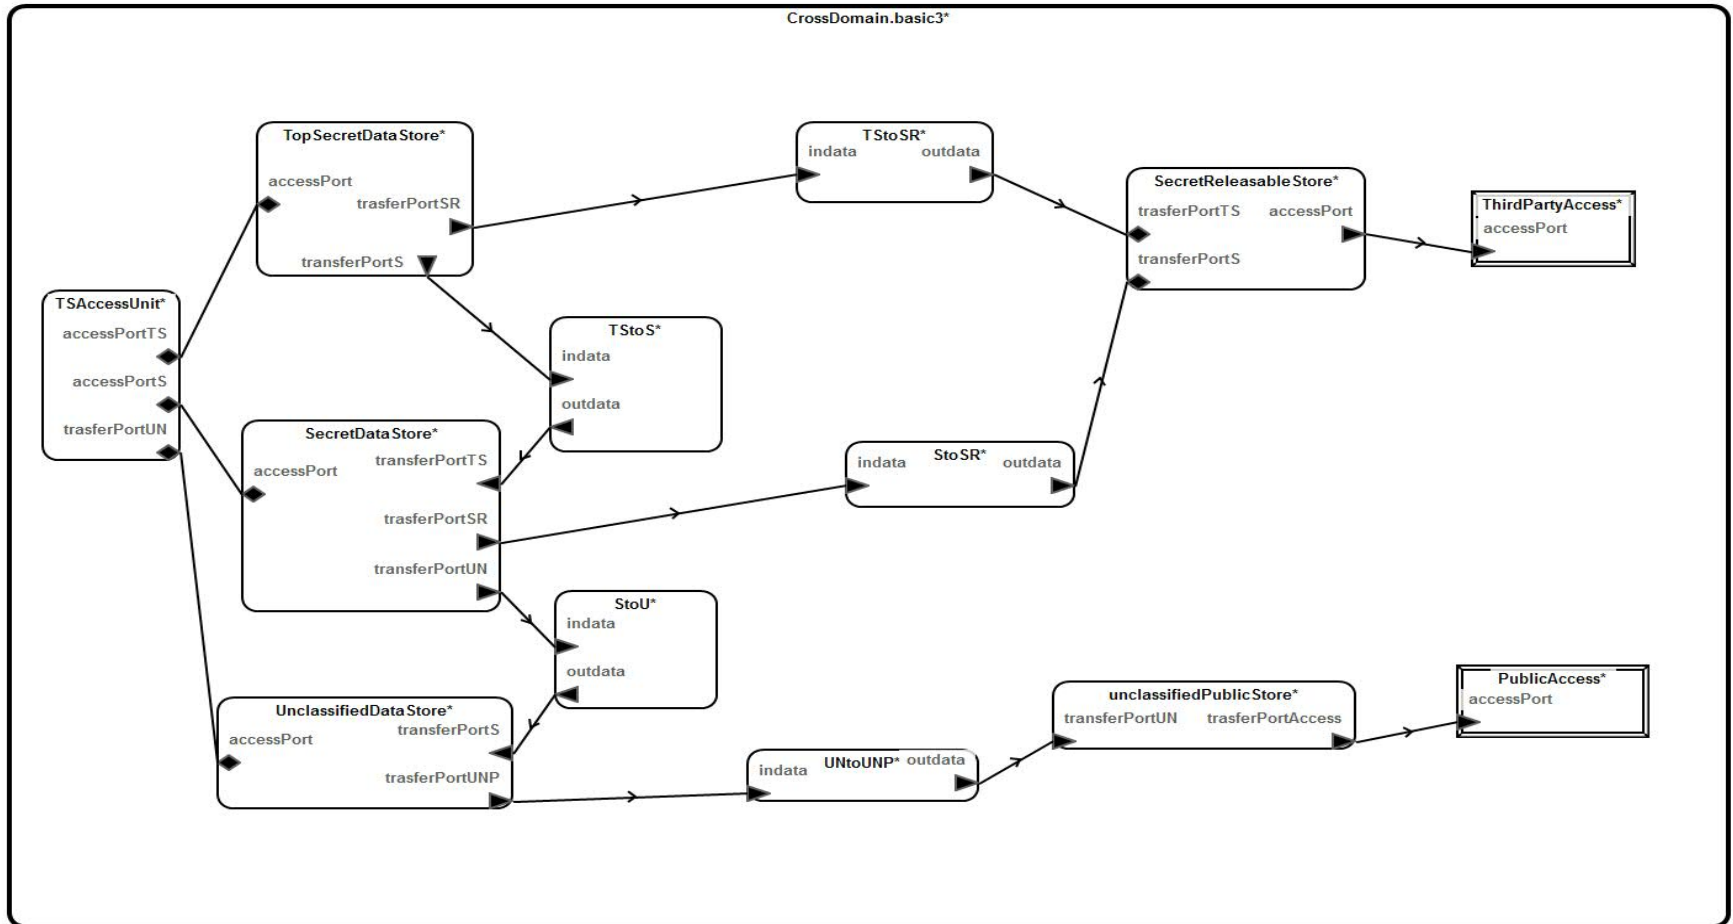 CrossDomain.basic3*
TopSecretDataStore*
accessPort
trasferPortSR
transferPortS
TStoSR*
indata
outdata
SecretReleasableStore*
trasferPortTS
accessPort
transferPortS
ThirdPartyAccess*
accessPort
TSAccessUnit*
accessPortTS
accessPortS
trasferPortUN
TStoS*
indata
outdata
SecretDataStore*
accessPort
transferPortTS
trasferPortSR
transferPortUN
StoSR*
indata
outdata
StoU*
indata
outdata
UnclassifiedDataStore*
transferPortS
accessPort
trasferPortUNP
UNtoUNP*
indata
outdata
unclassifiedPublicStore*
transferPortUN
trasferPortAccess
PublicAccess*
accessPort